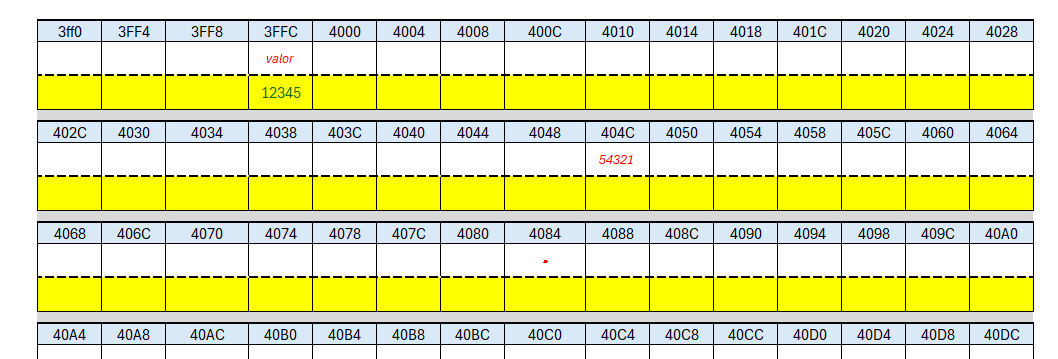 3ff0 3FF4 3FF8 3FFC 4000 4004 4008 400C 4010 4014 4018 401C 4020 4024 4028
valor
12345
402C 4030 4034 4038 403C 4040 4044 4048 404C 4050 4054 4058 405C 4060 4064
54321
4068 406C 4070 4074 4078 407C 4080 4084 4088 408C 4090 4094 4098 409C 40A0
40A4 40A8 40AC 40B0 40B4 40B8 40BC 40C0 40C4 40C8 40CC 40D0 40D4 40D8 40DC